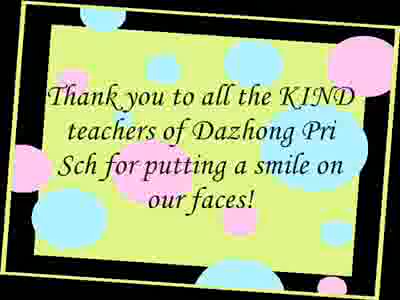 Thank you to all the KIND
teachers of Dazhong Pri
Sch for putting a smile on
our faces!